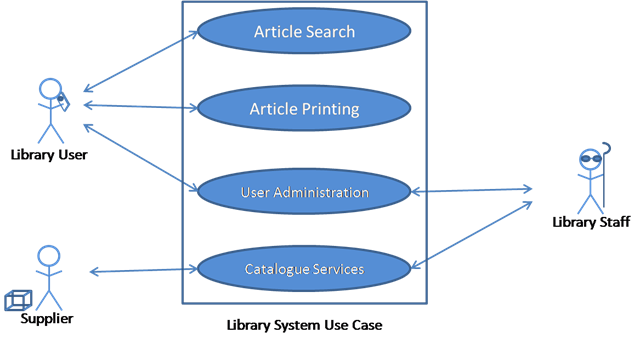 Article Search
Article Printing
Library User
User Administration
Library Staff
Catalogue Services
Supplier
Library System Use Case